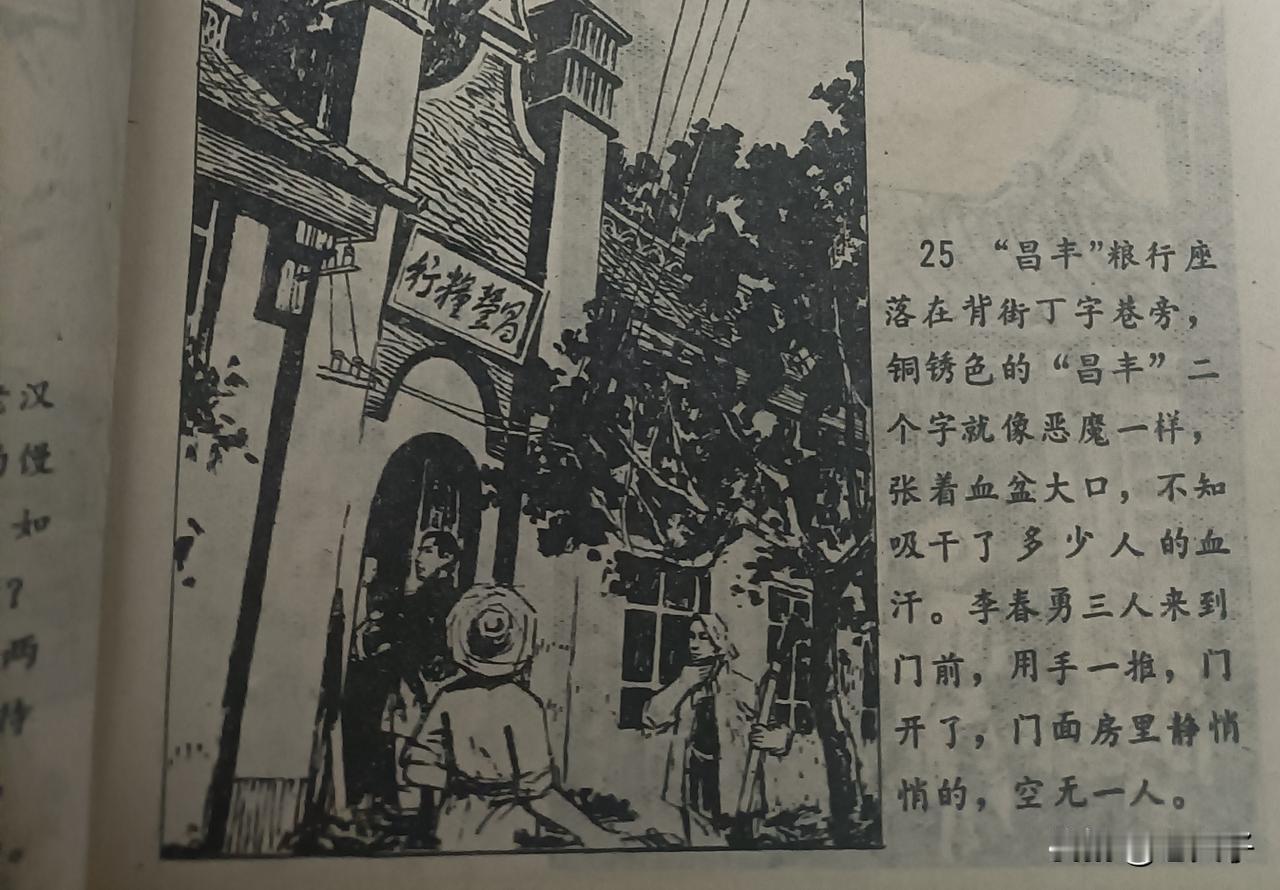 行糧豐昌
25 “昌丰”粮行座
落在背街丁字巷旁，
铜锈色的“昌丰”二
个字就像恶魔一样，
张着血盆大口，不知
吸干了多少人的血
汗。李春勇三人来到
门前，用手一推，门
开了，门面房里静悄
悄的，空无一人。
汉
侵
如
？
两